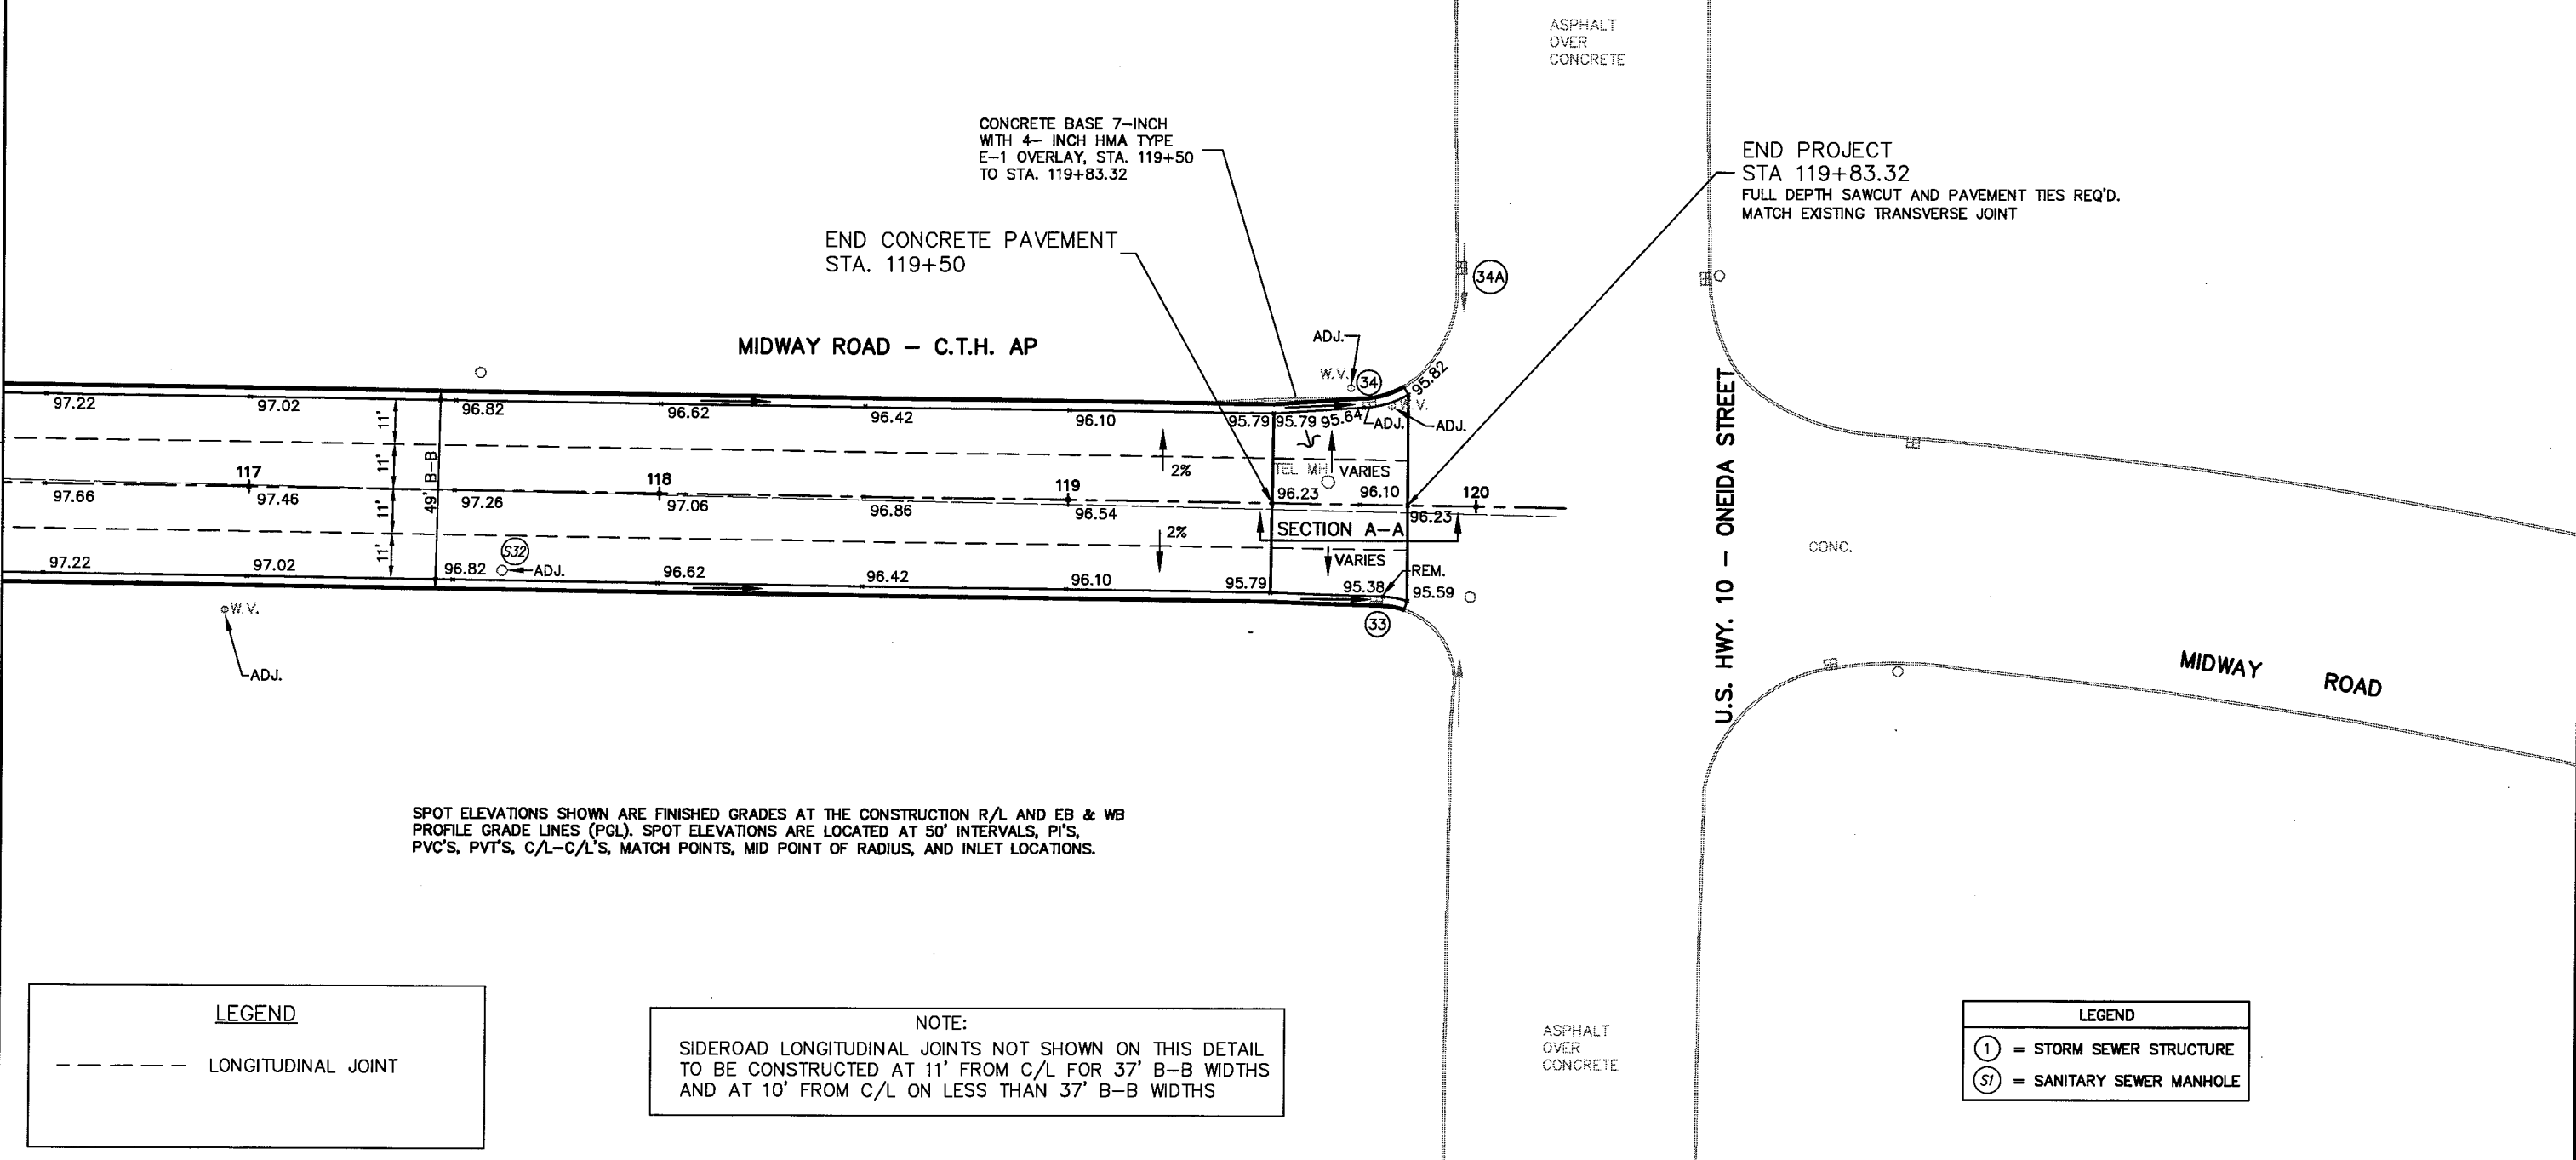 ASPHALT
OVER
CONCRETE
CONCRETE BASE 7-INCH
WITH 4- INCH HMA TYPE
E-1 OVERLAY, STA. 119+50
TO STA. 119+83.32
END PROJECT
STA 119+83.32
FULL DEPTH SAWCUT AND PAVEMENT TIES REQ'D.
MATCH EXISTING TRANSVERSE JOINT
END CONCRETE PAVEMENT
STA. 119+50
34A
MIDWAY ROAD - C.T.H. AP
ADJ.
W.V.
34
95.82
W.V.
97.22
97.02
96.82
96.62
96.42
96.10
95.79
95.79
95.64
ADJ.
ADJ.
11'
11'
11'
11'
49' B-B
2%
TEL MH
VARIES
117
118
119
120
97.66
97.46
97.26
97.06
96.86
96.54
96.23
96.10
96.23
SECTION A-A
2%
VARIES
S32
ADJ.
REM.
97.22
97.02
96.82
96.62
96.42
96.10
95.79
95.38
95.59
33
W.V.
ADJ.
U.S. HWY. 10 - ONEIDA STREET
CONC.
MIDWAY ROAD
SPOT ELEVATIONS SHOWN ARE FINISHED GRADES AT THE CONSTRUCTION R/L AND EB & WB
PROFILE GRADE LINES (PGL). SPOT ELEVATIONS ARE LOCATED AT 50' INTERVALS, PI'S,
PVC'S, PVT'S, C/L-C/L'S, MATCH POINTS, MID POINT OF RADIUS, AND INLET LOCATIONS.
LEGEND
LONGITUDINAL JOINT
NOTE:
SIDEROAD LONGITUDINAL JOINTS NOT SHOWN ON THIS DETAIL
TO BE CONSTRUCTED AT 11' FROM C/L FOR 37' B-B WIDTHS
AND AT 10' FROM C/L ON LESS THAN 37' B-B WIDTHS
ASPHALT
OVER
CONCRETE
LEGEND
1 = STORM SEWER STRUCTURE
S1 = SANITARY SEWER MANHOLE